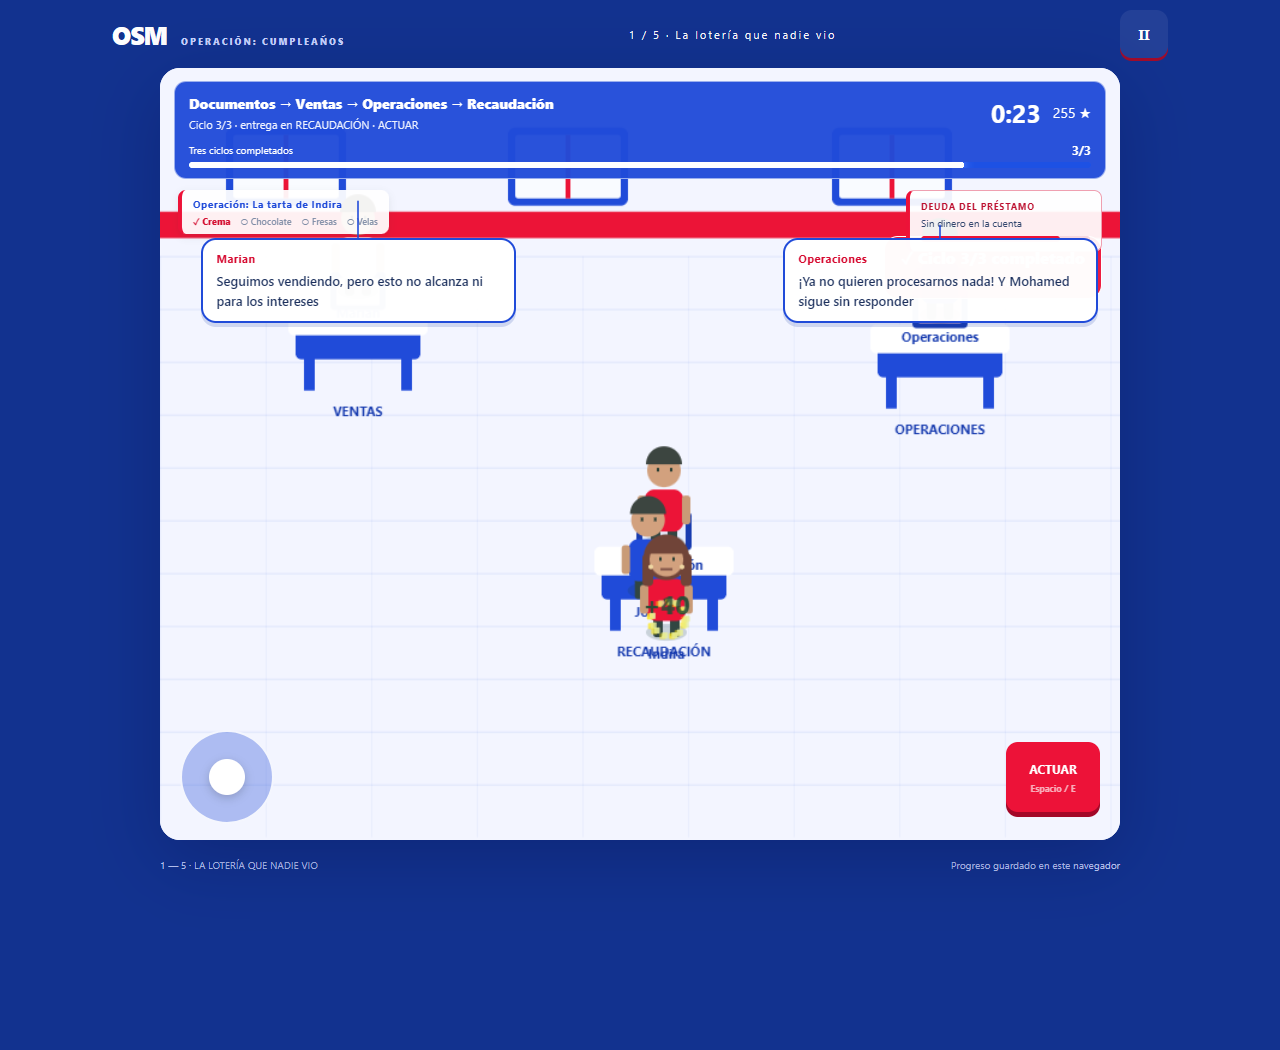 OSM OPERACIÓN: CUMPLEAÑOS
1 / 5 · La lotería que nadie vio
II
Documentos → Ventas → Operaciones → Recaudación
Ciclo 3/3 · entrega en RECAUDACIÓN · ACTUAR
0:23 255 ★
Tres ciclos completados
3/3
Operación: La tarta de Indira
✓ Crema ○ Chocolate ○ Fresas ○ Velas
DEUDA DEL PRÉSTAMO
Sin dinero en la cuenta
Marian
Seguimos vendiendo, pero esto no alcanza ni
para los intereses
Operaciones
¡Ya no quieren procesarnos nada! Y Mohamed
sigue sin responder
Operaciones
VENTAS
OPERACIONES
+40
RECAUDACIÓN
Indira
ACTUAR
Espacio / E
1 — 5 · LA LOTERÍA QUE NADIE VIO
Progreso guardado en este navegador